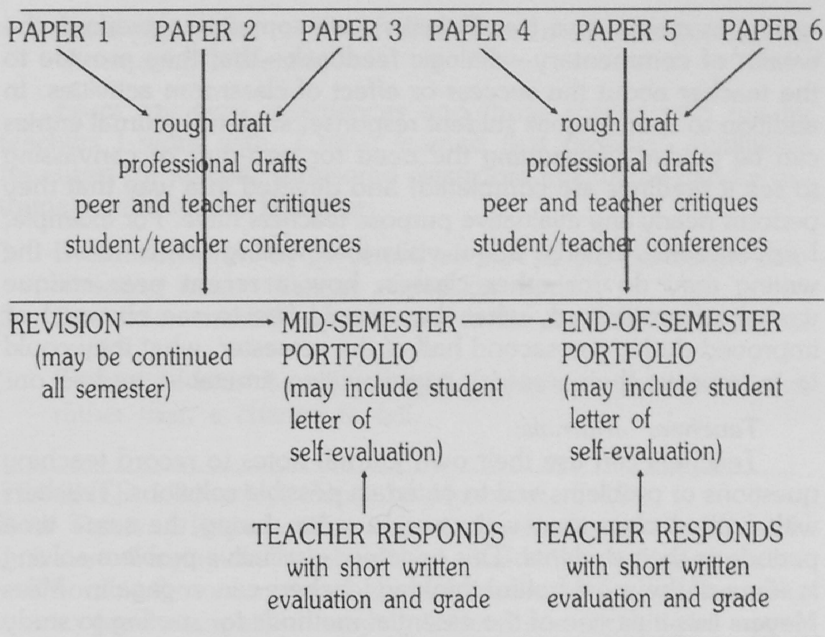 PAPER 1 PAPER 2 PAPER 3 PAPER 4 PAPER 5 PAPER 6
rough draft rough draft
professional drafts professional drafts
peer and teacher critiques peer and teacher critiques
student/teacher conferences student/teacher conferences
REVISION MID-SEMESTER END-OF-SEMESTER
(may be continued PORTFOLIO PORTFOLIO
all semester) (may include student (may include student
letter of letter of
self-evaluation) self-evaluation)
TEACHER RESPONDS TEACHER RESPONDS
with short written with short written
evaluation and grade evaluation and grade